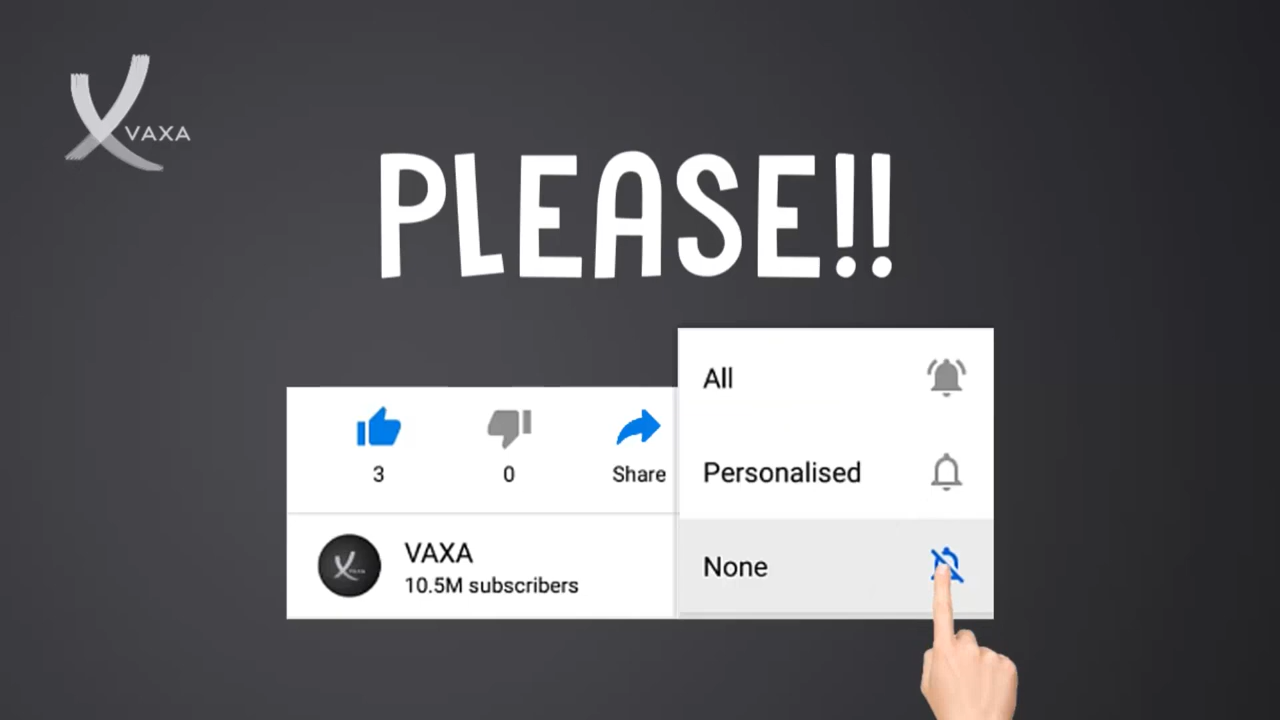 VAXA
PLEASE!!
All
Personalised
None
3
0
Share
VAXA
10.5M subscribers